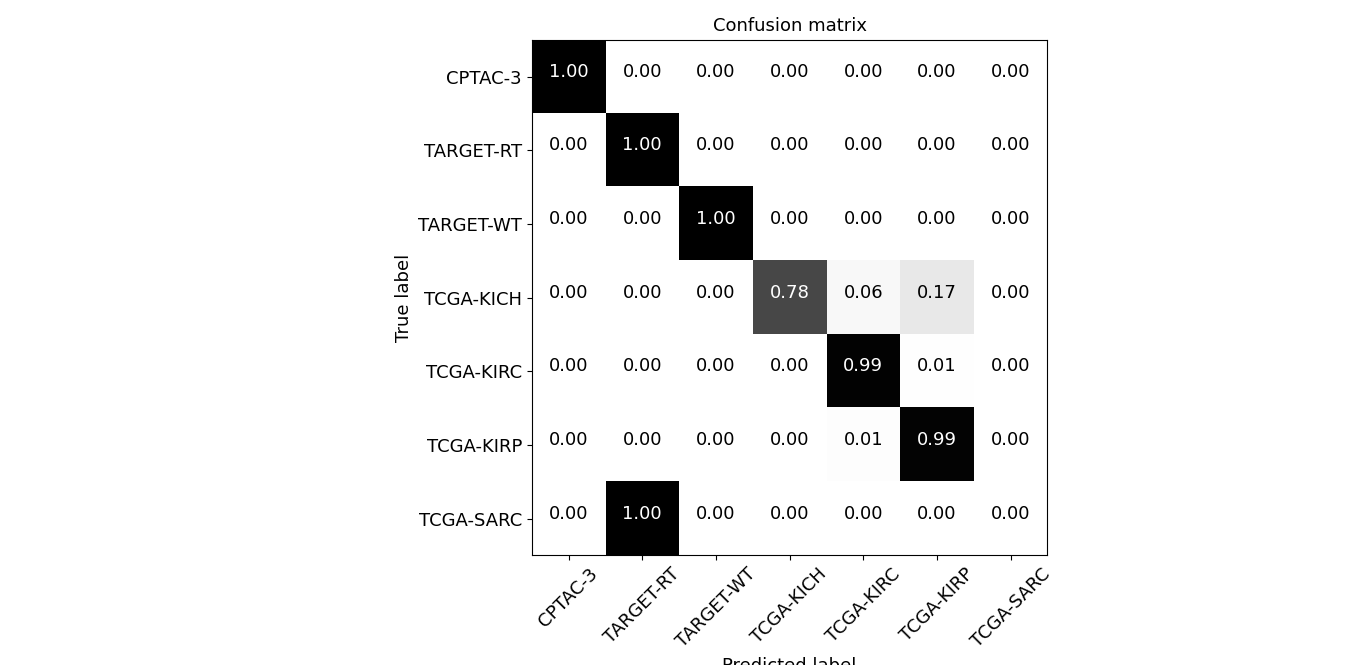 Confusion matrix
CPTAC-3 1.00 0.00 0.00 0.00 0.00 0.00 0.00
TARGET-RT 0.00 1.00 0.00 0.00 0.00 0.00 0.00
TARGET-WT 0.00 0.00 1.00 0.00 0.00 0.00 0.00
TCGA-KICH 0.00 0.00 0.00 0.78 0.06 0.17 0.00
TCGA-KIRC 0.00 0.00 0.00 0.00 0.99 0.01 0.00
TCGA-KIRP 0.00 0.00 0.00 0.00 0.01 0.99 0.00
TCGA-SARC 0.00 1.00 0.00 0.00 0.00 0.00 0.00
True label
CPTAC-3 TARGET-RT TARGET-WT TCGA-KICH TCGA-KIRC TCGA-KIRP TCGA-SARC
Predicted label